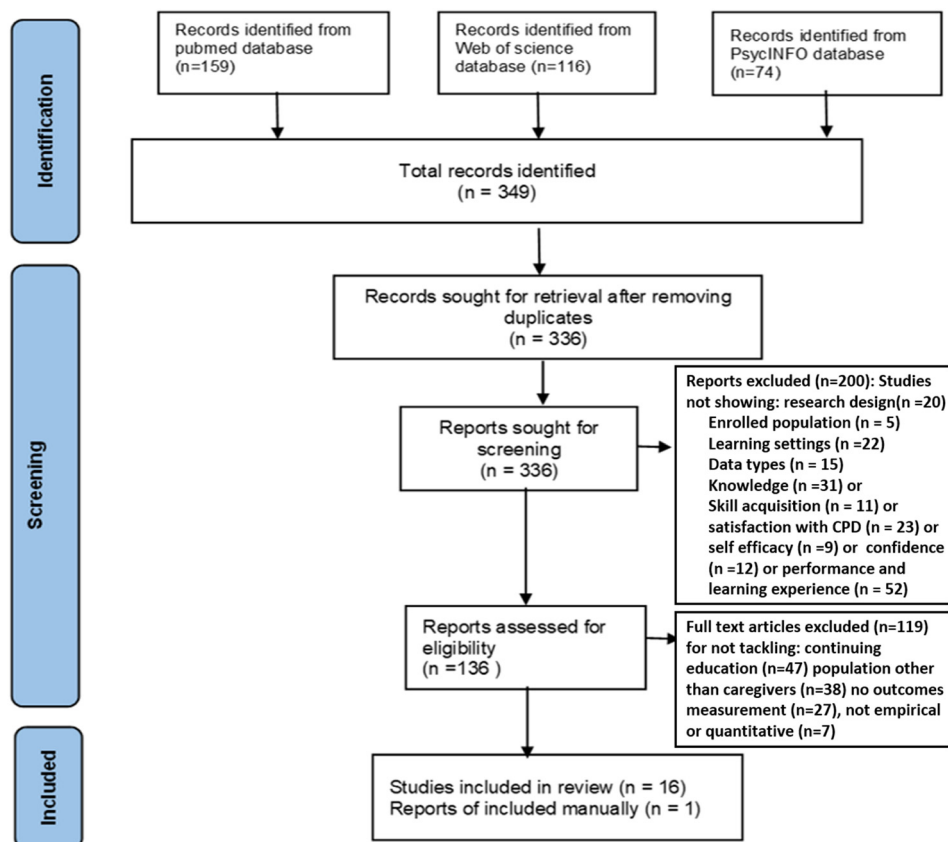 Identification
Records identified from
pubmed database
(n=159)
Records identified from
Web of science
database (n=116)
Records identified from
PsycINFO database
(n=74)
Total records identified
(n = 349)
Screening
Records sought for retrieval after removing
duplicates
(n = 336)
Reports sought for
screening
(n = 336)
Reports excluded (n=200): Studies
not showing: research design(n =20)
Enrolled population (n = 5)
Learning settings (n =22)
Data types (n = 15)
Knowledge (n =31) or
Skill acquisition (n = 11) or
satisfaction with CPD (n = 23) or
self efficacy (n =9) or confidence
(n =12) or performance and
learning experience (n = 52)
Reports assessed for
eligibility
(n =136 )
Full text articles excluded (n=119)
for not tackling: continuing
education (n=47) population other
than caregivers (n=38) no outcomes
measurement (n=27), not empirical
or quantitative (n=7)
Included
Studies included in review (n = 16)
Reports of included manually (n = 1)